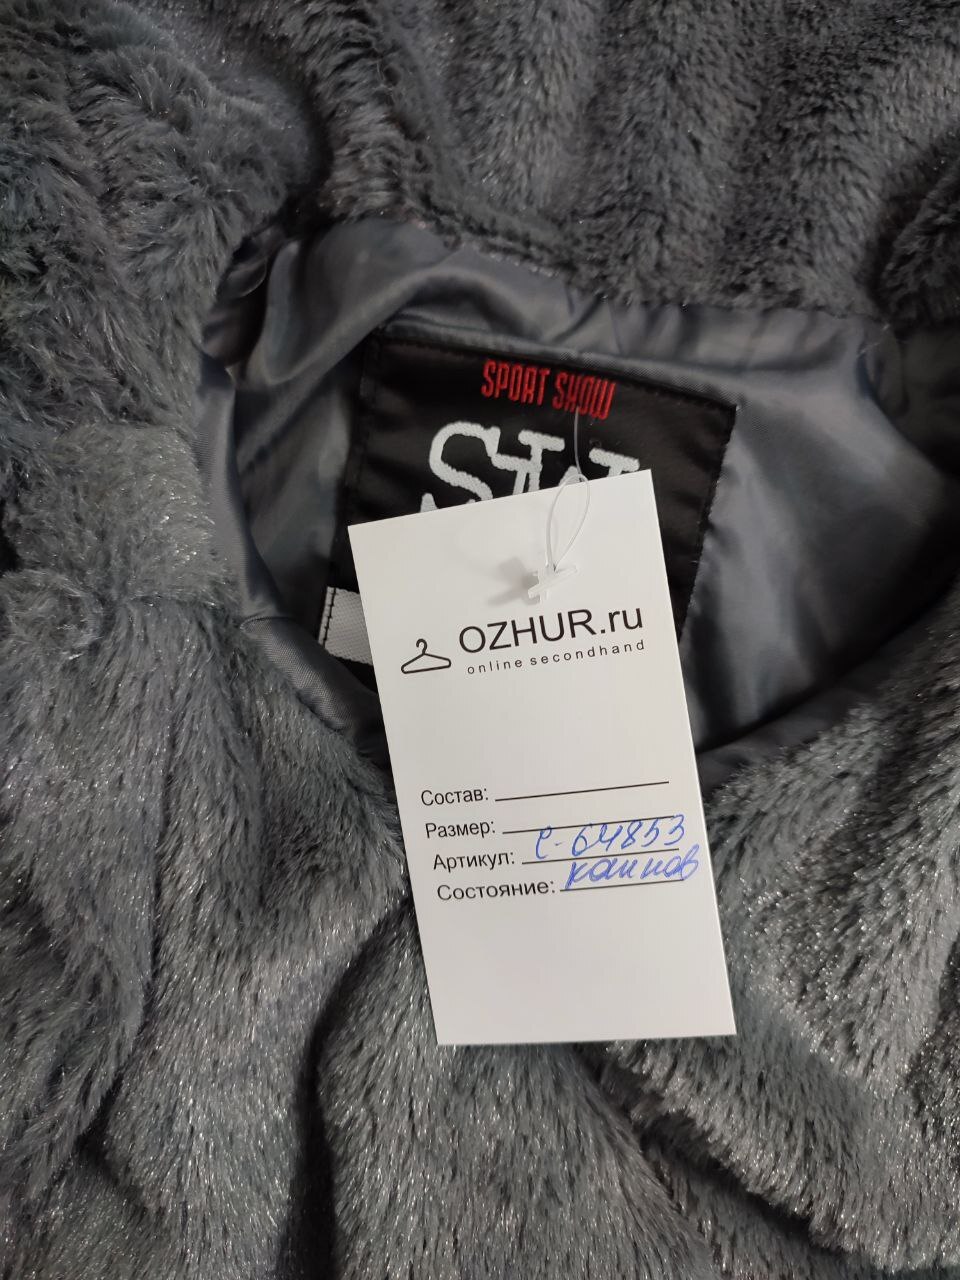 SPORT SHOW
OZHUR.ru
online secondhand
Состав:
Размер:
Артикул: е-64853
Состояние: